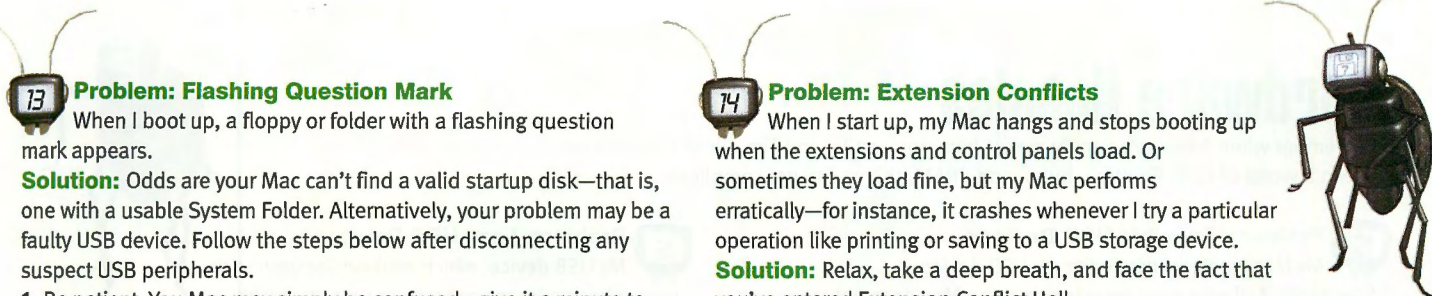 13
Problem: Flashing Question Mark
When I boot up, a floppy or folder with a flashing question
mark appears.
Solution: Odds are your Mac can't find a valid startup disk—that is,
one with a usable System Folder. Alternatively, your problem may be a
faulty USB device. Follow the steps below after disconnecting any
suspect USB peripherals.
14
Problem: Extension Conflicts
When I start up, my Mac hangs and stops booting up
when the extensions and control panels load. Or
sometimes they load fine, but my Mac performs
erratically—for instance, it crashes whenever I try a particular
operation like printing or saving to a USB storage device.
Solution: Relax, take a deep breath, and face the fact that